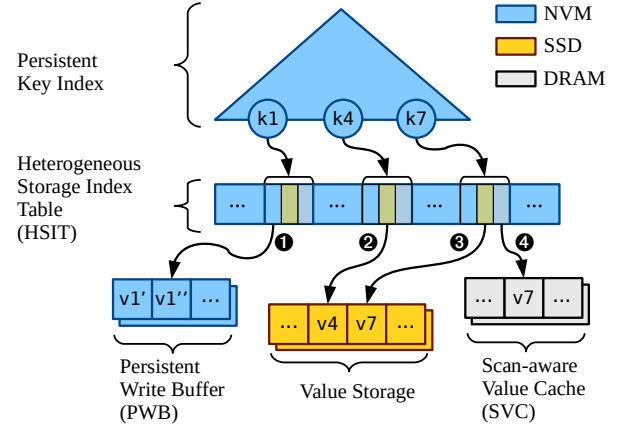 NVM
SSD
DRAM
Persistent
Key Index
k1 k4 k7
Heterogeneous
Storage Index
Table
(HSIT)
... ... ... ...
❶ ❷ ❸ ❹
v1' v1'' ...
... v4 v7 ...
... v7 ...
Persistent
Write Buffer
(PWB)
Value Storage
Scan-aware
Value Cache
(SVC)